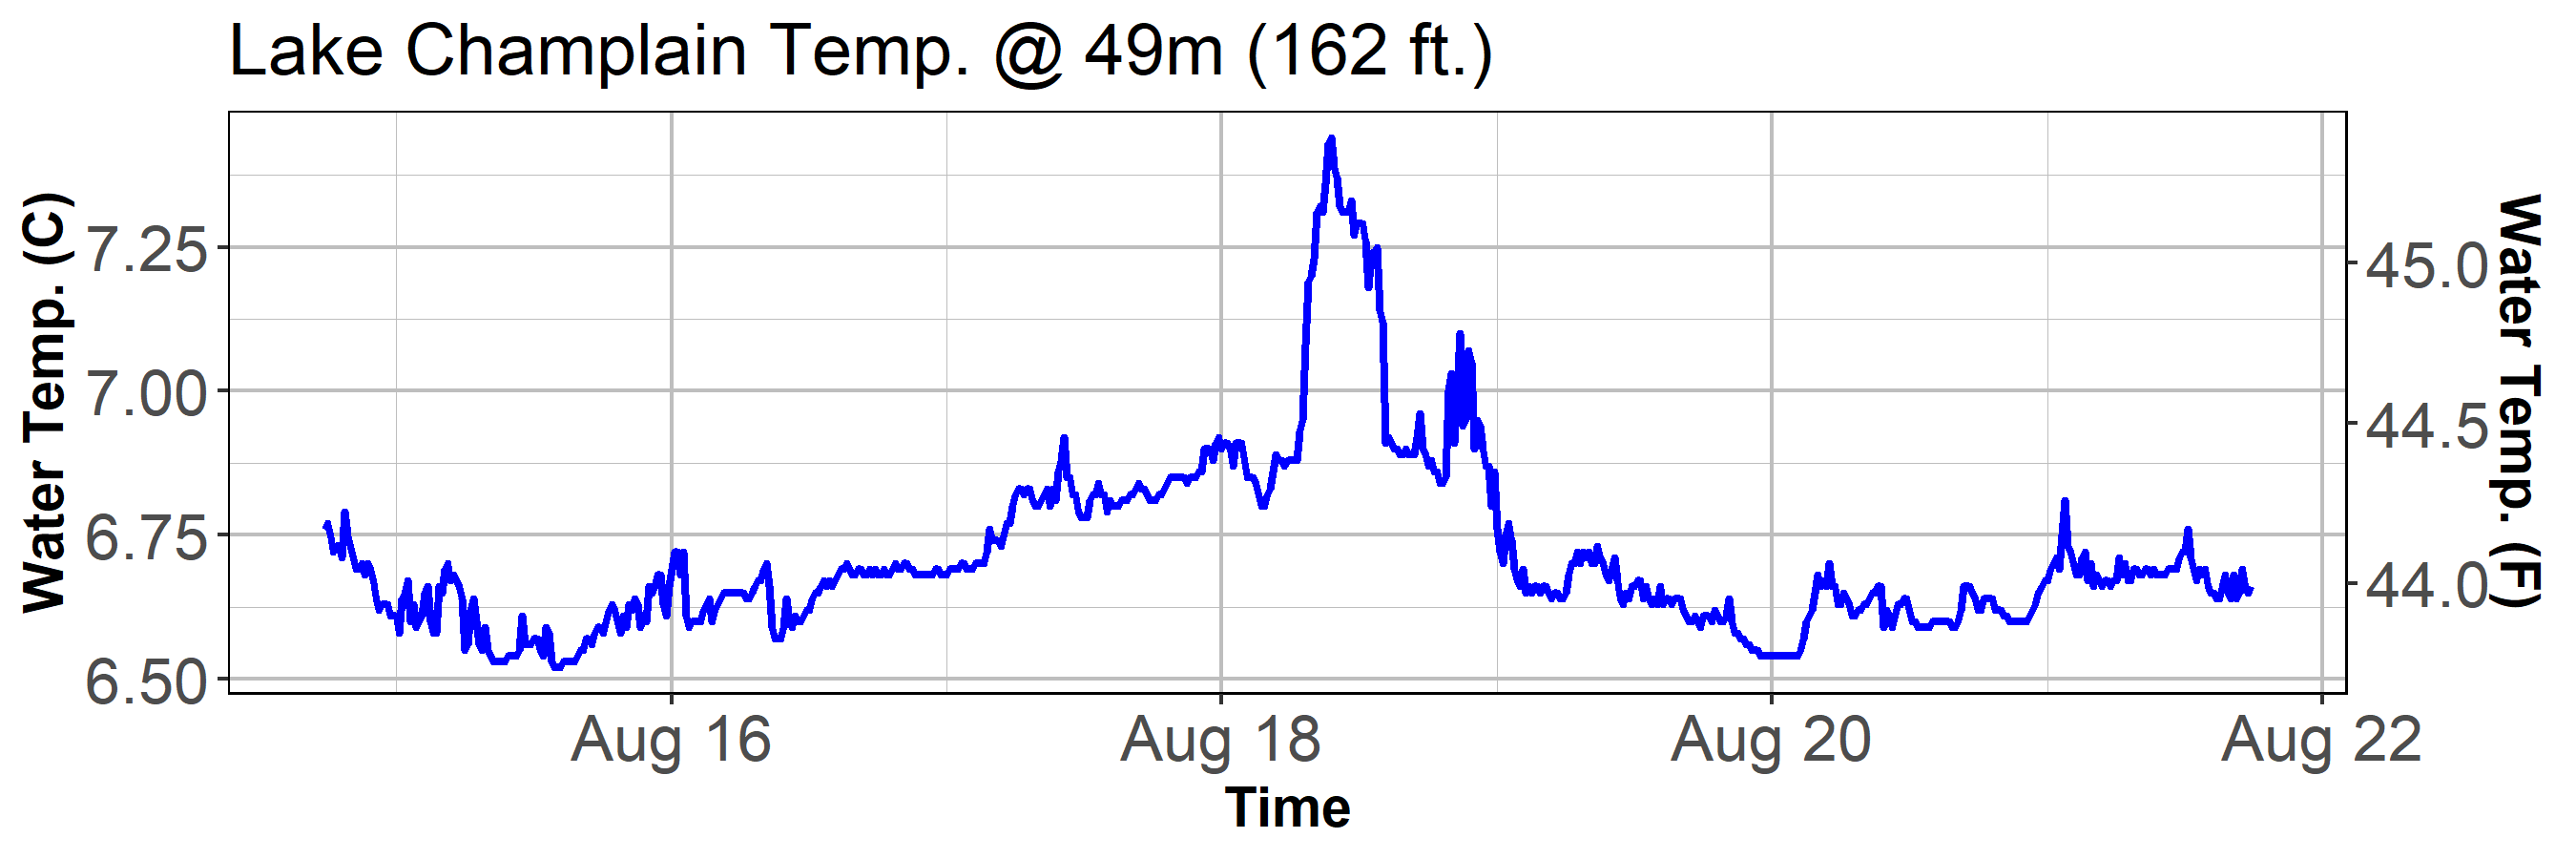 Lake Champlain Temp. @ 49m (162 ft.)
Water Temp. (C)
7.25
7.00
6.75
6.50
45.0
44.5
44.0
Water Temp. (F)
Aug 16 Aug 18 Aug 20 Aug 22
Time